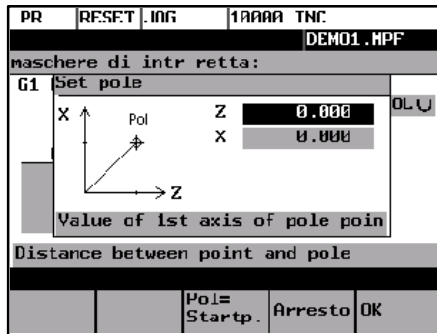 PR RESET JOG 10000 INC
DEMO1.MPF
maschere di intr retta:
G1
Set pole
X
Pol
Z 0.000
X 0.000
Z
Value of 1st axis of pole poin
Distance between point and pole
Pol= Startp.
Arresto
OK